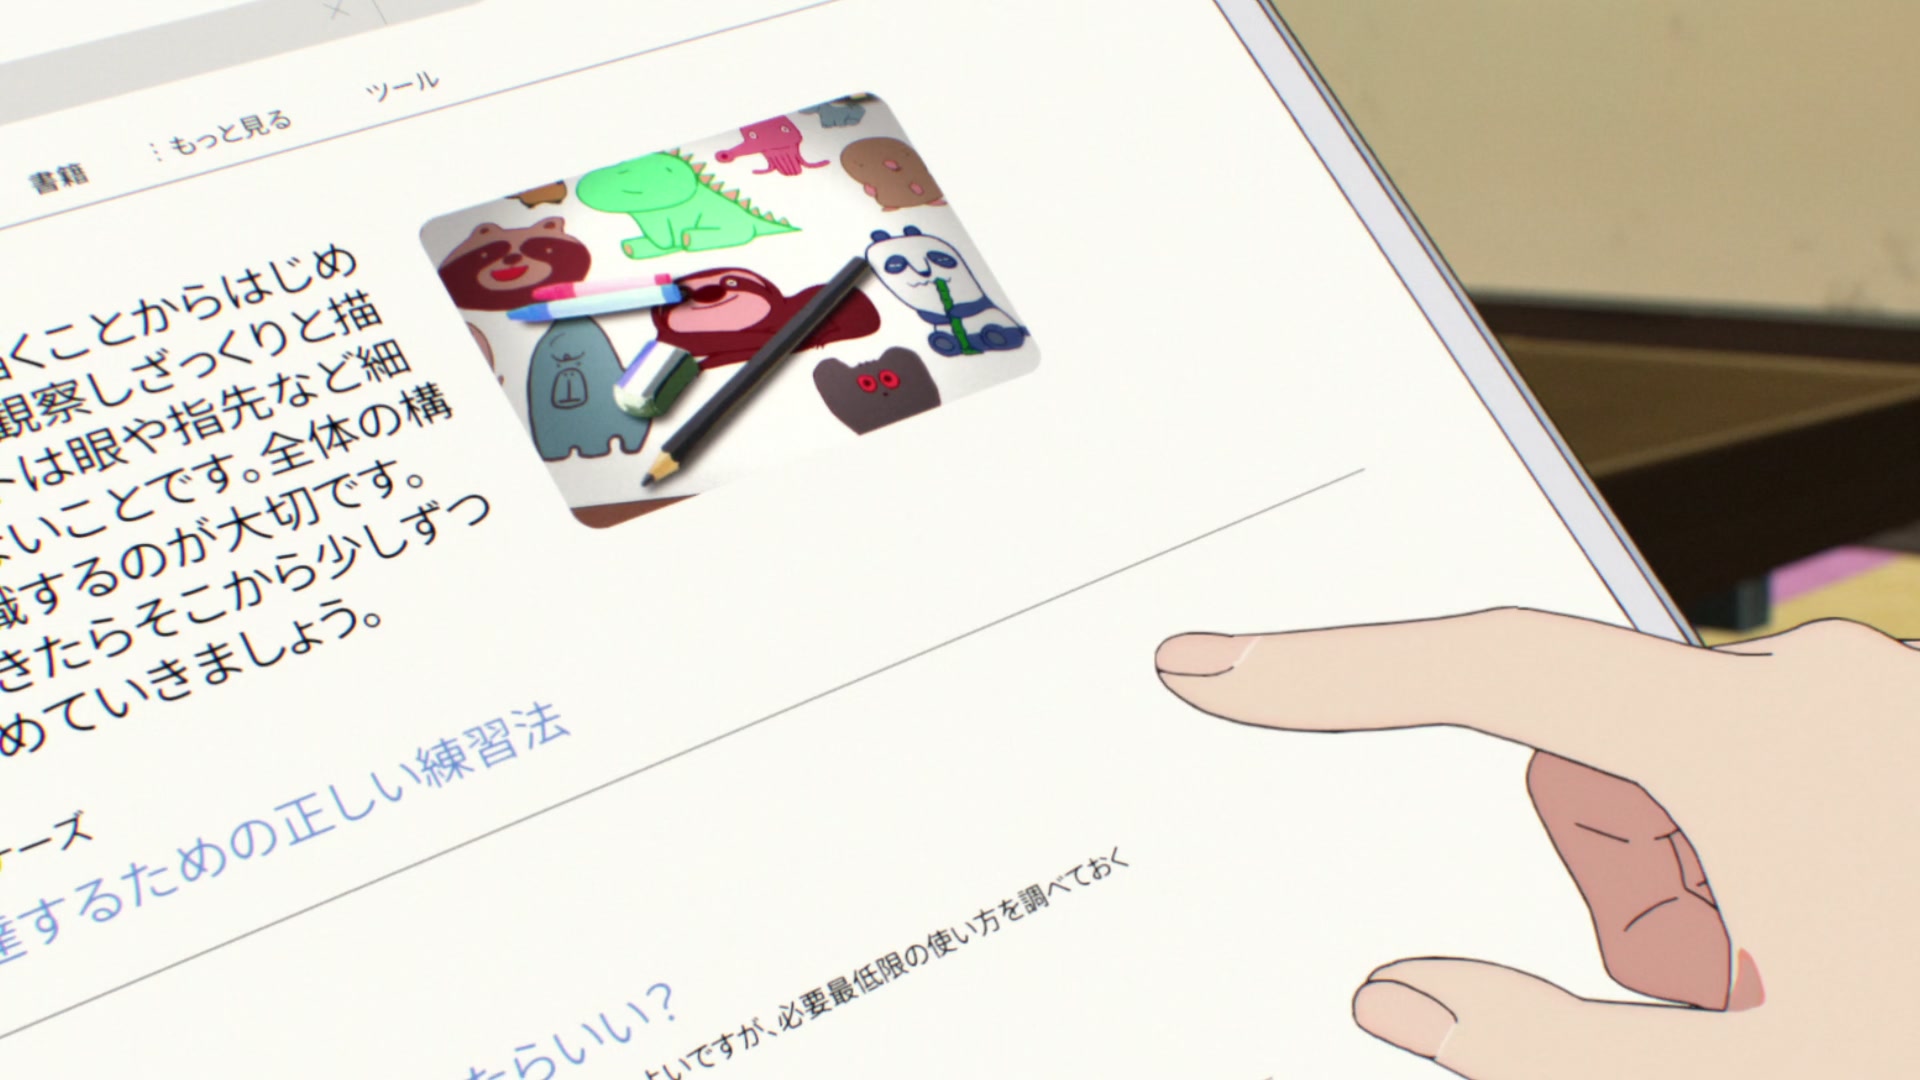 書籍 ⋮もっと見る ツール
くことからはじめ
観察しざっくりと描
は眼や指先など細
いことです。全体の構
識するのが大切です。
きたらそこから少しずつ
めていきましょう。
ーズ
達するための正しい練習法
たらいい？
よいですが、必要最低限の使い方を調べておく